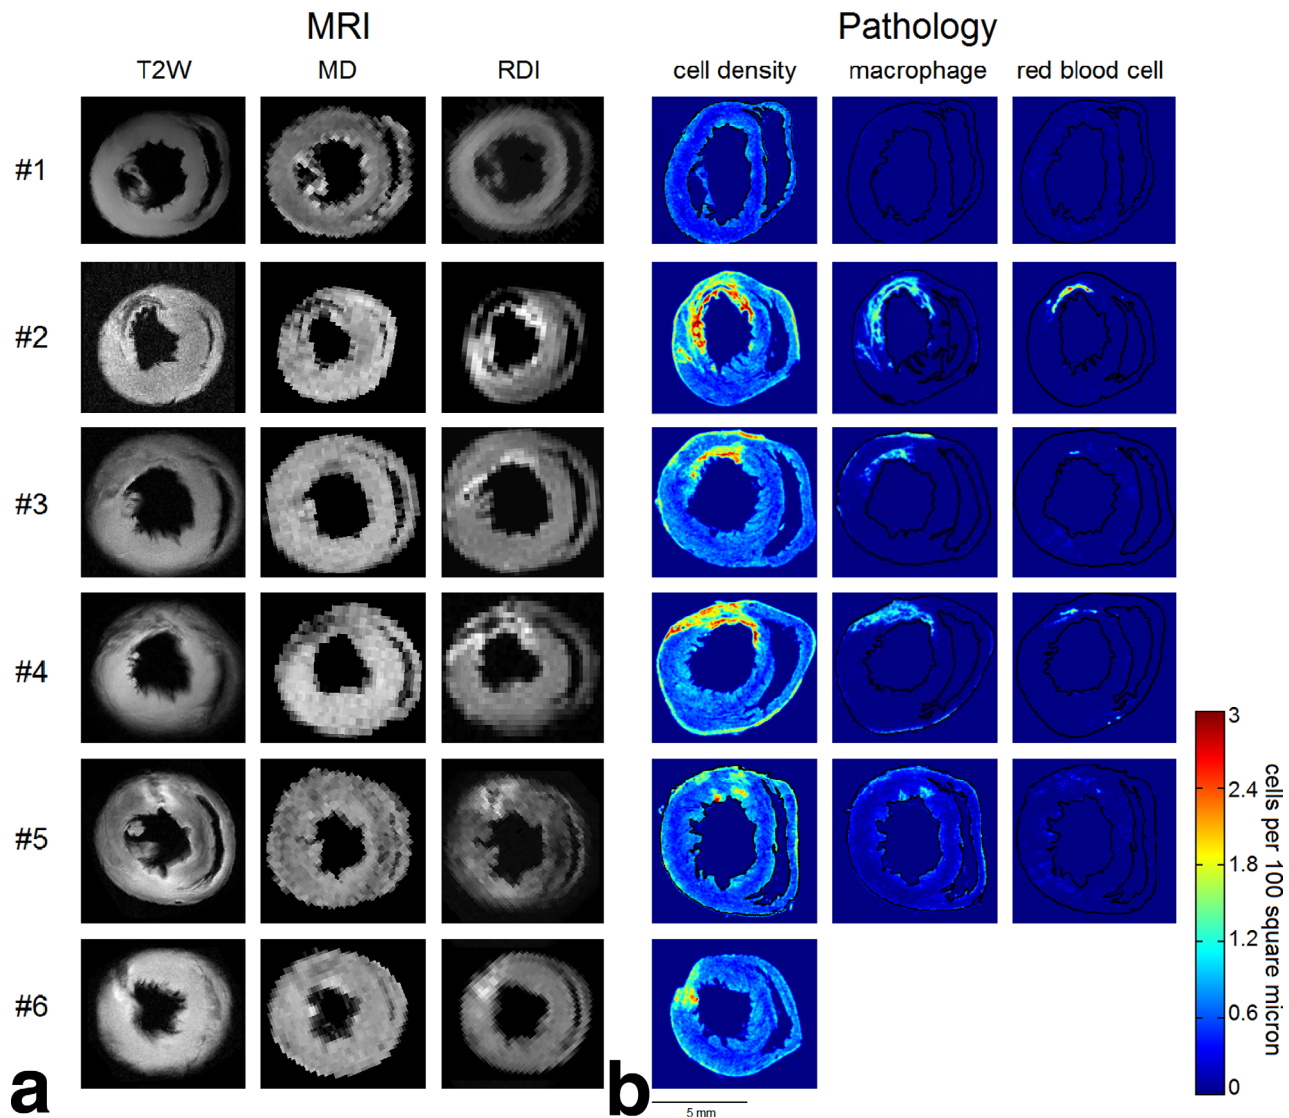 MRI
Pathology
T2W
MD
RDI
cell density
macrophage
red blood cell
#1
#2
#3
#4
#5
#6
3
2.4
1.8
1.2
0.6
0
cells per 100 square micron
a
b
5 mm